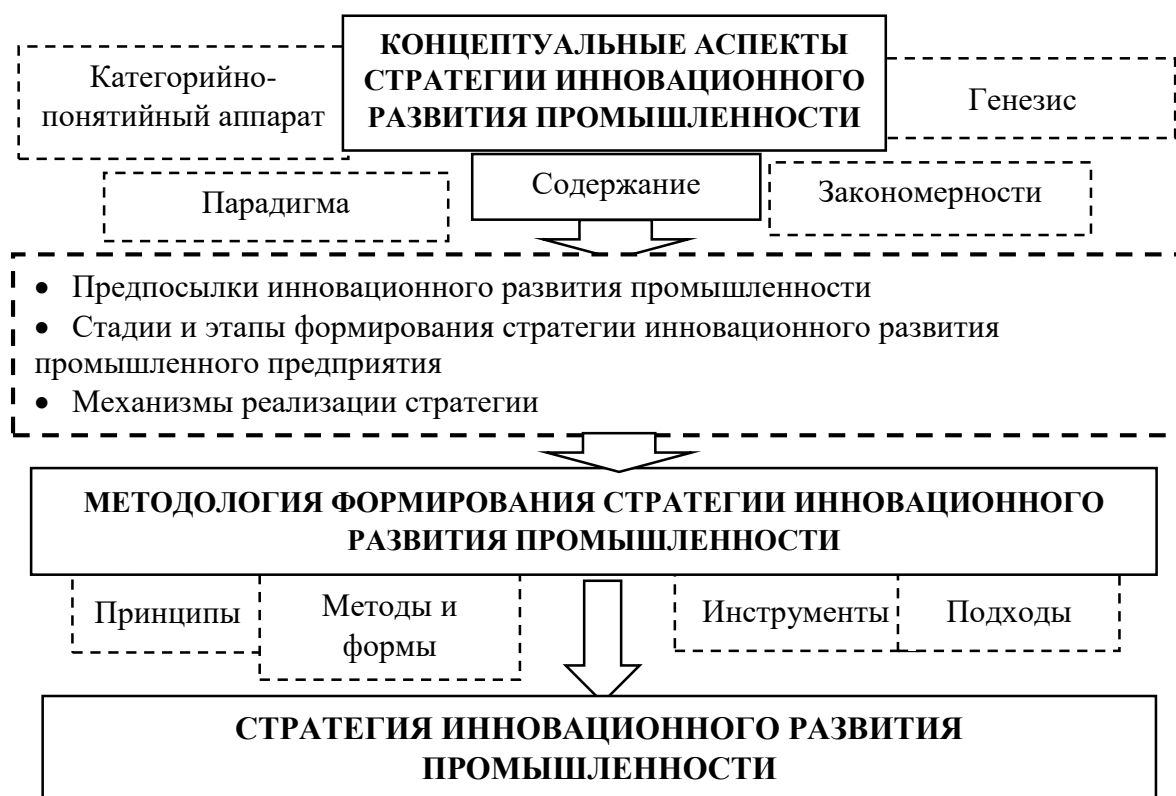 КОНЦЕПТУАЛЬНЫЕ АСПЕКТЫ
СТРАТЕГИИ ИННОВАЦИОННОГО
РАЗВИТИЯ ПРОМЫШЛЕННОСТИ
Категорийно-
понятийный аппарат
Генезис
Парадигма
Содержание
Закономерности
• Предпосылки инновационного развития промышленности
• Стадии и этапы формирования стратегии инновационного развития
промышленного предприятия
• Механизмы реализации стратегии
МЕТОДОЛОГИЯ ФОРМИРОВАНИЯ СТРАТЕГИИ ИННОВАЦИОННОГО
РАЗВИТИЯ ПРОМЫШЛЕННОСТИ
Принципы
Методы и
формы
Инструменты
Подходы
СТРАТЕГИЯ ИННОВАЦИОННОГО РАЗВИТИЯ
ПРОМЫШЛЕННОСТИ